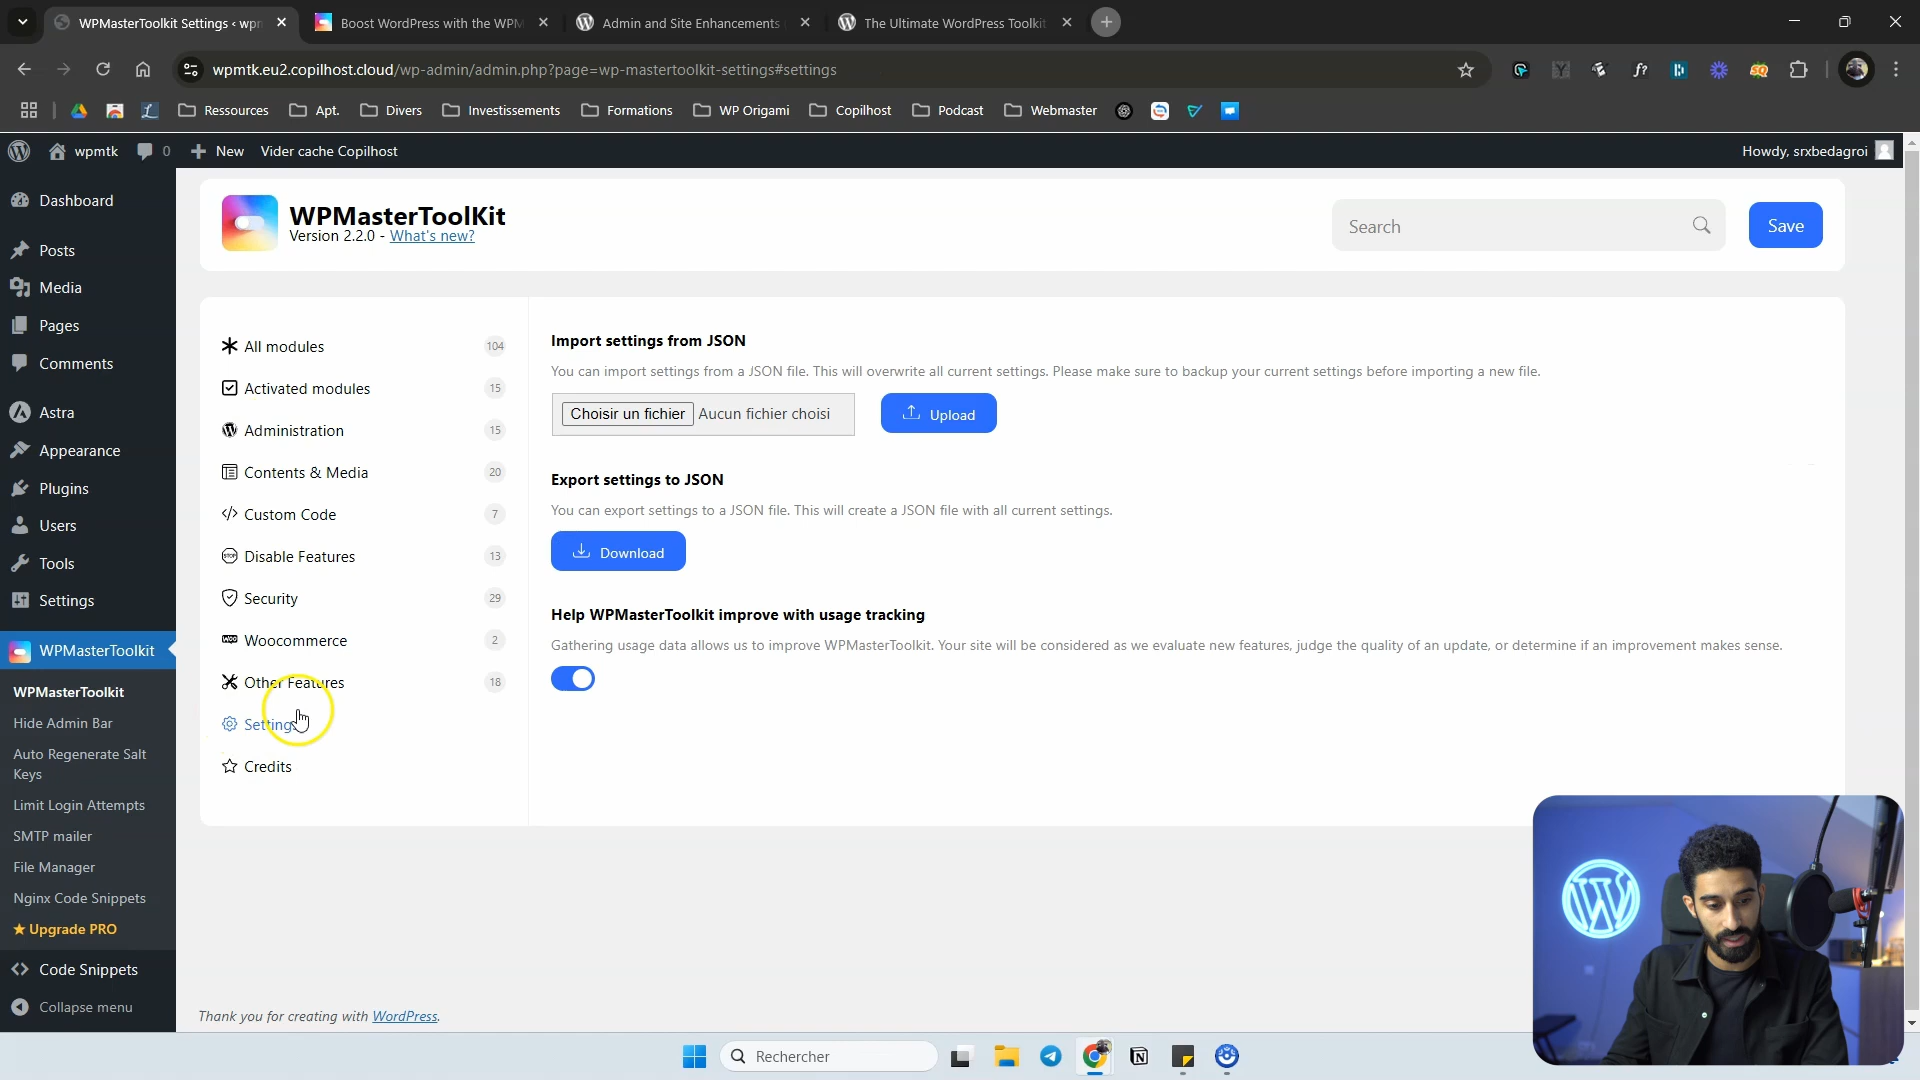 WPMasterToolkit Settings ‹ wpm
Boost WordPress with the WPM
Admin and Site Enhancements
The Ultimate WordPress Toolkit
wpmtk.eu2.copilhost.cloud/wp-admin/admin.php?page=wp-mastertoolkit-settings#settings
Ressources
Apt.
Divers
Investissements
Formations
WP Origami
Copilhost
Podcast
Webmaster
wpmtk
0
New
Vider cache Copilhost
Howdy, srxbedagroi
Dashboard
Posts
Media
Pages
Comments
Astra
Appearance
Plugins
Users
Tools
Settings
WPMasterToolkit
WPMasterToolkit
Hide Admin Bar
Auto Regenerate Salt
Keys
Limit Login Attempts
SMTP mailer
File Manager
Nginx Code Snippets
★ Upgrade PRO
Code Snippets
Collapse menu
WPMasterToolKit
Version 2.2.0 - What's new?
Search
Save
All modules 104
Activated modules 15
Administration 15
Contents & Media 20
Custom Code 7
Disable Features 13
Security 29
Woocommerce 2
Other Features 18
Settings
Credits
Import settings from JSON
You can import settings from a JSON file. This will overwrite all current settings. Please make sure to backup your current settings before importing a new file.
Choisir un fichier Aucun fichier choisi
Upload
Export settings to JSON
You can export settings to a JSON file. This will create a JSON file with all current settings.
Download
Help WPMasterToolkit improve with usage tracking
Gathering usage data allows us to improve WPMasterToolkit. Your site will be considered as we evaluate new features, judge the quality of an update, or determine if an improvement makes sense.
Thank you for creating with WordPress.
Rechercher